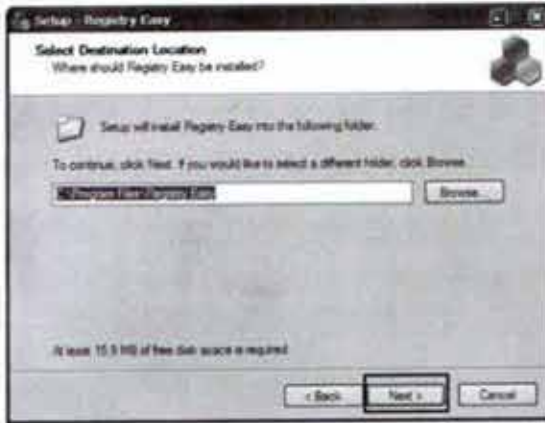 Setup - Registry Easy
Select Destination Location
Where should Registry Easy be installed?
Setup will install Registry Easy into the following folder.
To continue, click Next. If you would like to select a different folder, click Browse.
C:\Program Files\Registry Easy
Browse...
At least 15.9 MB of free disk space is required.
< Back
Next >
Cancel